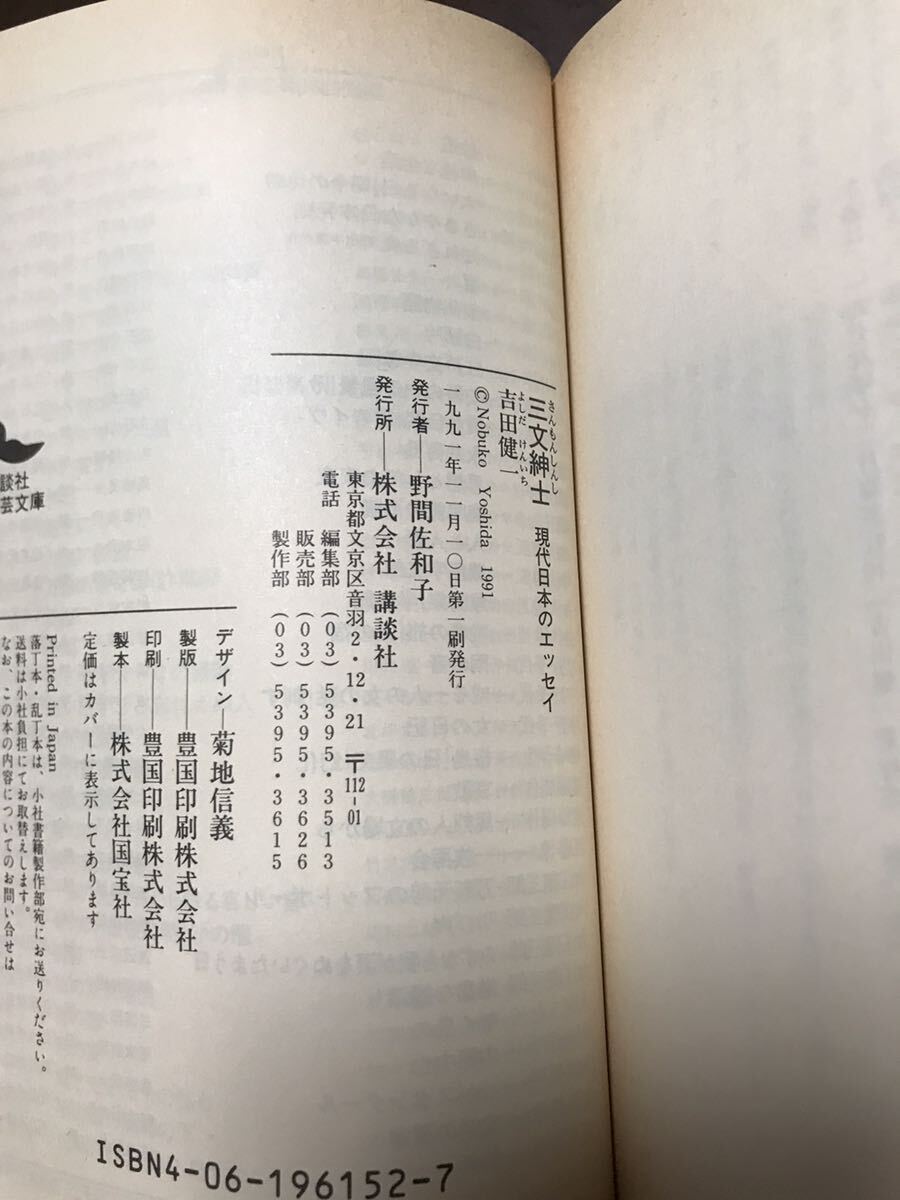 さんもんしんし
三文紳士 現代日本のエッセイ
よしだ けんいち
吉田健一
© Nobuko Yoshida 1991
一九九一年一一月一〇日第一刷発行
発行者――野間佐和子
発行所――株式会社 講談社
東京都文京区音羽2・12・21 〒112-01
電話 編集部 (03) 5395・3513
販売部 (03) 5395・3626
製作部 (03) 5395・3615
デザイン――菊地信義
製版――豊国印刷株式会社
印刷――豊国印刷株式会社
製本――株式会社国宝社
定価はカバーに表示してあります
Printed in Japan
落丁本・乱丁本は、小社書籍製作部宛にお送りください。
送料は小社負担にてお取替えします。
なお、この本の内容についてのお問い合せは
談社
芸文庫
ISBN4-06-196152-7